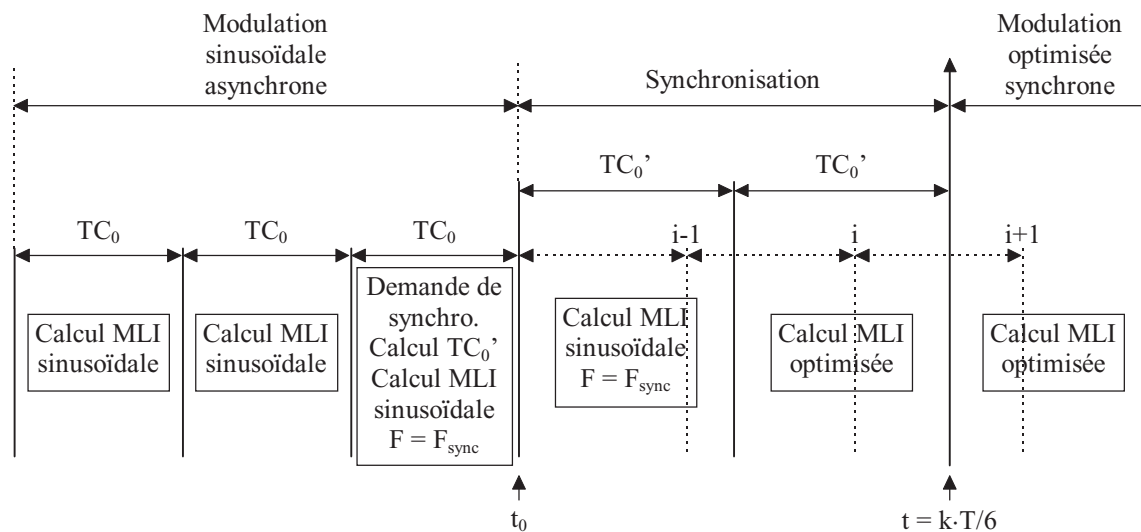 Modulation
sinusoïdale
asynchrone
Synchronisation
Modulation
optimisée
synchrone
TC₀’
TC₀’
TC₀
TC₀
TC₀
i-1
i
i+1
Calcul MLI
sinusoïdale
Calcul MLI
sinusoïdale
Demande de
synchro.
Calcul TC₀’
Calcul MLI
sinusoïdale
F = Fsync
Calcul MLI
sinusoïdale
F = Fsync
Calcul MLI
optimisée
Calcul MLI
optimisée
t₀
t = k·T/6